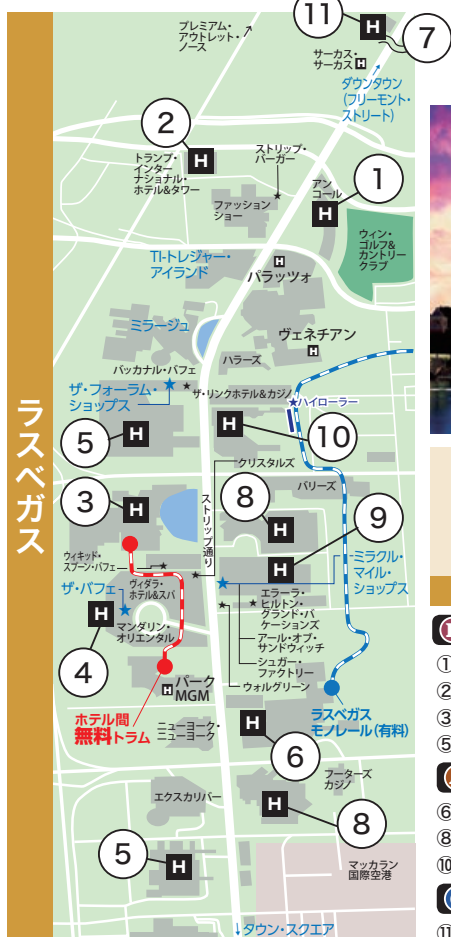 ラスベガス
プレミアム・
アウトレット・
ノース
⑪
H
⑦
サーカス・
サーカス H
ダウンタウン
(フリーモント・
ストリート)
②
H
トランプ・
インター
ナショナル・
ホテル&タワー
ストリップ・
バーガー
ファッション
ショー
①
アン
コール
H
ウィン・
ゴルフ&
カントリー
クラブ
TI-トレジャー・
アイランド
H
パラッツォ
ミラージュ
ヴェネチアン
H
ハラーズ
バッカナル・バフェ
ザ・フォーラム・
ショップス
ザ・リンクホテル&カジノ
ハイローラー
⑤
H
H
⑩
クリスタルズ
バリーズ
③
H
ストリップ通り
⑧
H
⑨
H
ウィキッド・
スプーン・バフェ
ヴィダラ・
ホテル&スパ
ザ・バフェ
H
④
マンダリン・
オリエンタル
ミラクル・
マイル・
ショップス
エラーラ・
ヒルトン・
グランド・バ
ケーションズ
アール・オブ・
サンドウィッチ
シュガー・
ファクトリー
ウォルグリーン
H パーク
MGM
ホテル間
無料トラム
ラスベガス
モノレール(有料)
ニューヨーク・
ニューヨーク
H
⑥
フーターズ
カジノ
エクスカリバー
H
⑧
⑤
H
マッカラン
国際空港
↓タウン・スクエア
①
②
③
⑤
⑥
⑧
⑩
⑪